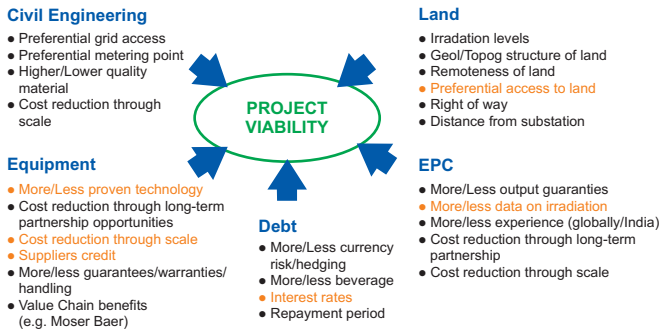 Civil Engineering
● Preferential grid access
● Preferential metering point
● Higher/Lower quality
material
● Cost reduction through
scale
Land
● Irradation levels
● Geol/Topog structure of land
● Remoteness of land
● Preferential access to land
● Right of way
● Distance from substation
PROJECT
VIABILITY
Equipment
● More/Less proven technology
● Cost reduction through long-term
partnership opportunities
● Cost reduction through scale
● Suppliers credit
● More/less guarantees/warranties/
handling
● Value Chain benefits
(e.g. Moser Baer)
Debt
● More/Less currency
risk/hedging
● More/less beverage
● Interest rates
● Repayment period
EPC
● More/Less output guaranties
● More/less data on irradiation
● More/less experience (globally/India)
● Cost reduction through long-term
partnership
● Cost reduction through scale